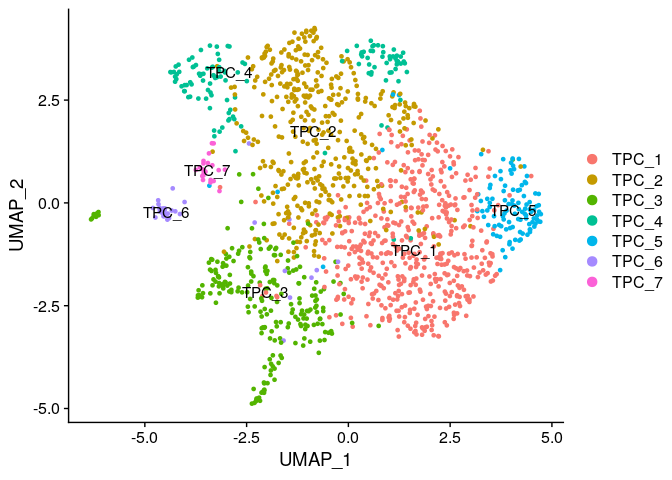 TPC_4
TPC_2
TPC_7
TPC_6
TPC_5
TPC_1
TPC_3
2.5
0.0
-2.5
-5.0
UMAP_2
-5.0
-2.5
0.0
2.5
5.0
UMAP_1
TPC_1
TPC_2
TPC_3
TPC_4
TPC_5
TPC_6
TPC_7